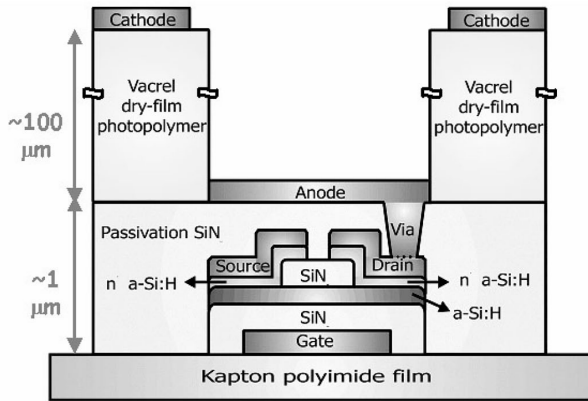 Cathode
Cathode
Vacrel
dry-film
photopolymer
Vacrel
dry-film
photopolymer
~100
μm
Anode
Passivation SiN
Via
Source
Drain
SiN
n a-Si:H
n a-Si:H
~1
μm
a-Si:H
SiN
Gate
Kapton polyimide film